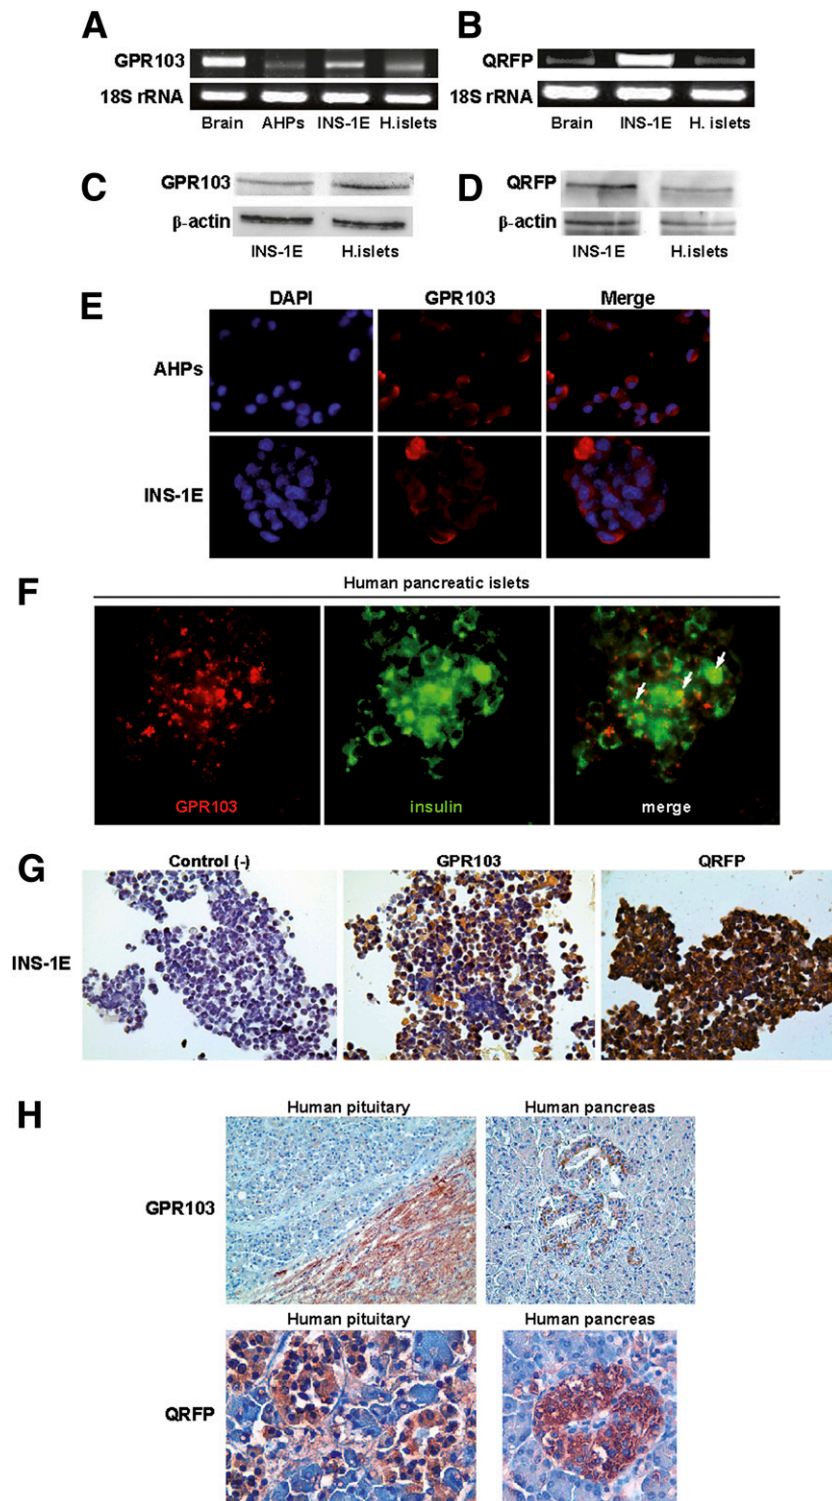 A
GPR103
18S rRNA
Brain AHPs INS-1E H.islets
B
QRFP
18S rRNA
Brain INS-1E H. islets
C
GPR103
β-actin
INS-1E H.islets
D
QRFP
β-actin
INS-1E H.islets
E
DAPI GPR103 Merge
AHPs
INS-1E
F
Human pancreatic islets
GPR103 insulin merge
G
Control (-) GPR103 QRFP
INS-1E
H
Human pituitary Human pancreas
GPR103
Human pituitary Human pancreas
QRFP